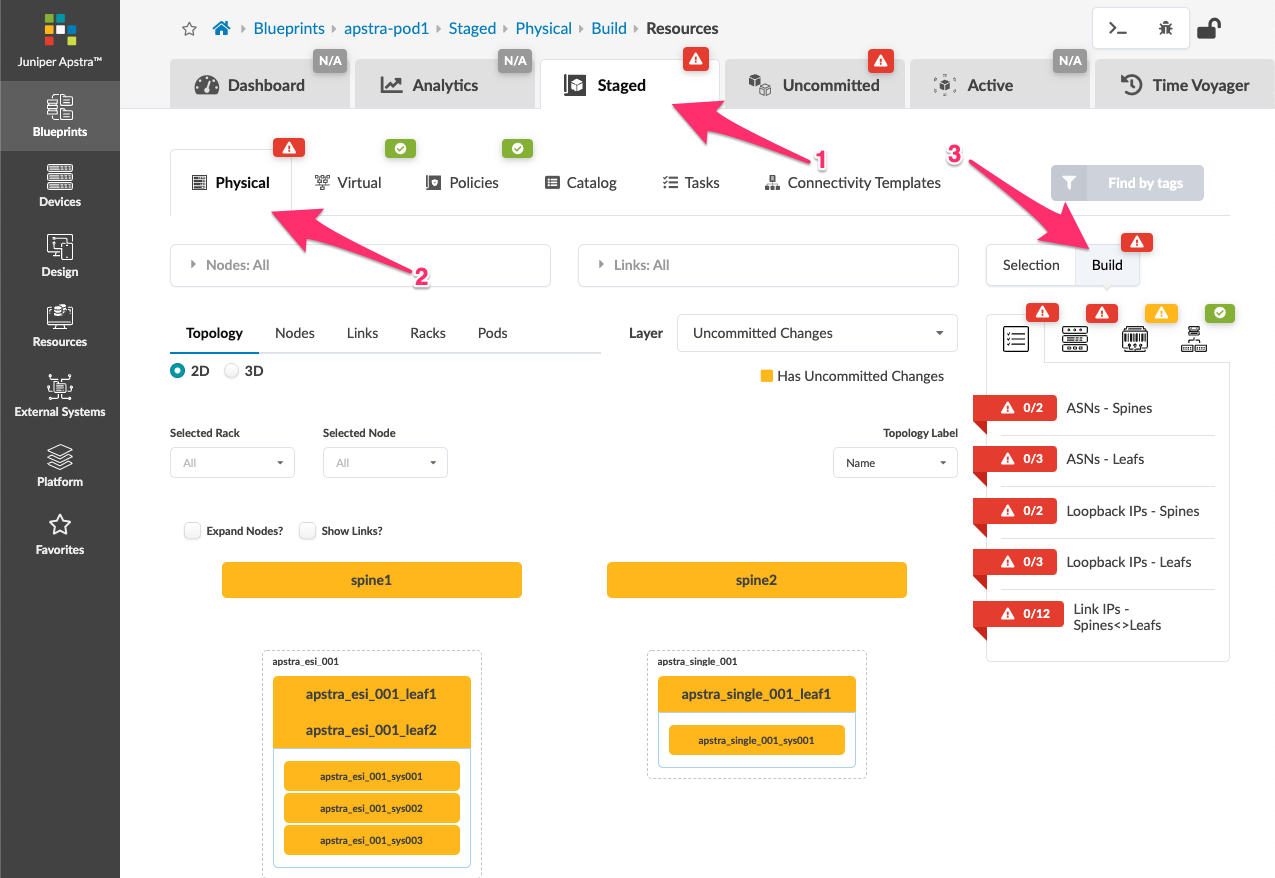 Juniper Apstra™
Blueprints
Devices
Design
Resources
External Systems
Platform
Favorites
Blueprints › apstra-pod1 › Staged › Physical › Build › Resources
N/A
N/A
N/A
Dashboard
Analytics
Staged
Uncommitted
Active
Time Voyager
1
3
Physical
Virtual
Policies
Catalog
Tasks
Connectivity Templates
Find by tags
2
Nodes: All
Links: All
Selection
Build
Topology
Nodes
Links
Racks
Pods
Layer
Uncommitted Changes
2D
3D
Has Uncommitted Changes
Selected Rack
Selected Node
Topology Label
All
All
Name
Expand Nodes?
Show Links?
spine1
spine2
apstra_esi_001
apstra_esi_001_leaf1
apstra_esi_001_leaf2
apstra_esi_001_sys001
apstra_esi_001_sys002
apstra_esi_001_sys003
apstra_single_001
apstra_single_001_leaf1
apstra_single_001_sys001
0/2 ASNs - Spines
0/3 ASNs - Leafs
0/2 Loopback IPs - Spines
0/3 Loopback IPs - Leafs
0/12 Link IPs -
Spines<>Leafs